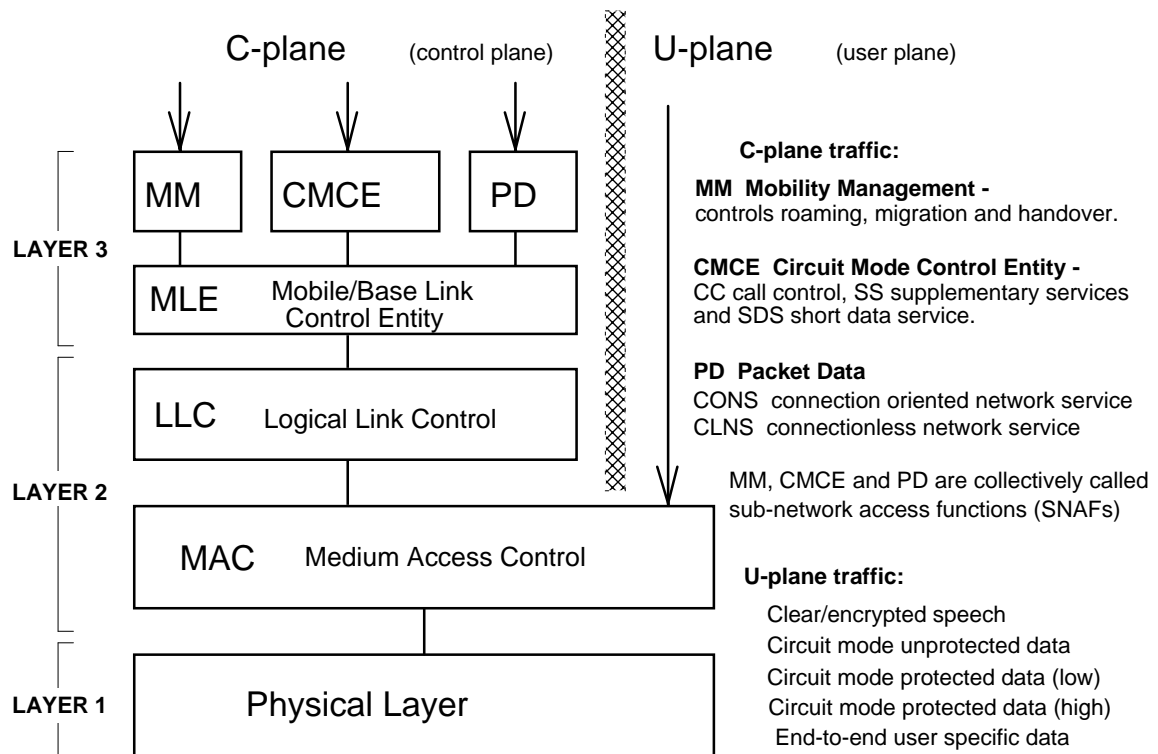 C-plane (control plane)
U-plane (user plane)
MM
CMCE
PD
LAYER 3
MLE Mobile/Base Link
Control Entity
LLC Logical Link Control
LAYER 2
MAC Medium Access Control
LAYER 1
Physical Layer
C-plane traffic:
MM Mobility Management -
controls roaming, migration and handover.
CMCE Circuit Mode Control Entity -
CC call control, SS supplementary services
and SDS short data service.
PD Packet Data
CONS connection oriented network service
CLNS connectionless network service
MM, CMCE and PD are collectively called
sub-network access functions (SNAFs)
U-plane traffic:
Clear/encrypted speech
Circuit mode unprotected data
Circuit mode protected data (low)
Circuit mode protected data (high)
End-to-end user specific data